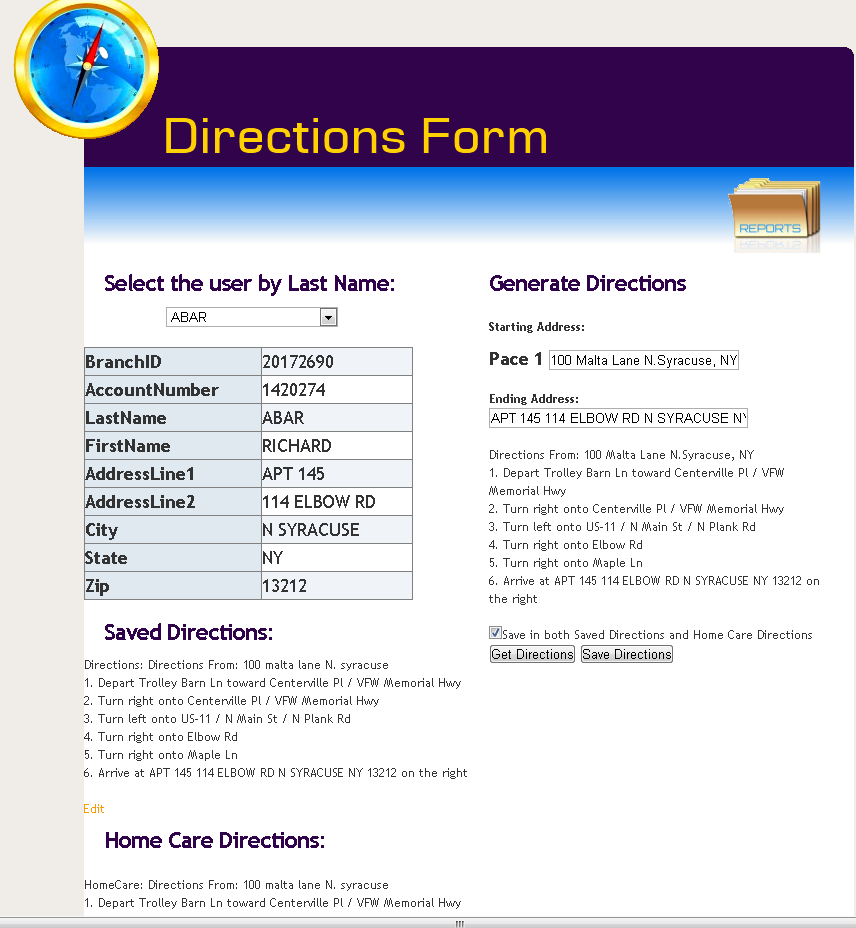 Directions Form
REPORTS
Select the user by Last Name:
ABAR
BranchID 20172690
AccountNumber 1420274
LastName ABAR
FirstName RICHARD
AddressLine1 APT 145
AddressLine2 114 ELBOW RD
City N SYRACUSE
State NY
Zip 13212
Saved Directions:
Directions: Directions From: 100 malta lane N. syracuse
1. Depart Trolley Barn Ln toward Centerville Pl / VFW Memorial Hwy
2. Turn right onto Centerville Pl / VFW Memorial Hwy
3. Turn left onto US-11 / N Main St / N Plank Rd
4. Turn right onto Elbow Rd
5. Turn right onto Maple Ln
6. Arrive at APT 145 114 ELBOW RD N SYRACUSE NY 13212 on the right
Edit
Home Care Directions:
HomeCare: Directions From: 100 malta lane N. syracuse
1. Depart Trolley Barn Ln toward Centerville Pl / VFW Memorial Hwy
Generate Directions
Starting Address:
Pace 1 100 Malta Lane N.Syracuse, NY
Ending Address:
APT 145 114 ELBOW RD N SYRACUSE NY
Directions From: 100 Malta Lane N.Syracuse, NY
1. Depart Trolley Barn Ln toward Centerville Pl / VFW
Memorial Hwy
2. Turn right onto Centerville Pl / VFW Memorial Hwy
3. Turn left onto US-11 / N Main St / N Plank Rd
4. Turn right onto Elbow Rd
5. Turn right onto Maple Ln
6. Arrive at APT 145 114 ELBOW RD N SYRACUSE NY 13212 on
the right
Save in both Saved Directions and Home Care Directions
Get Directions Save Directions